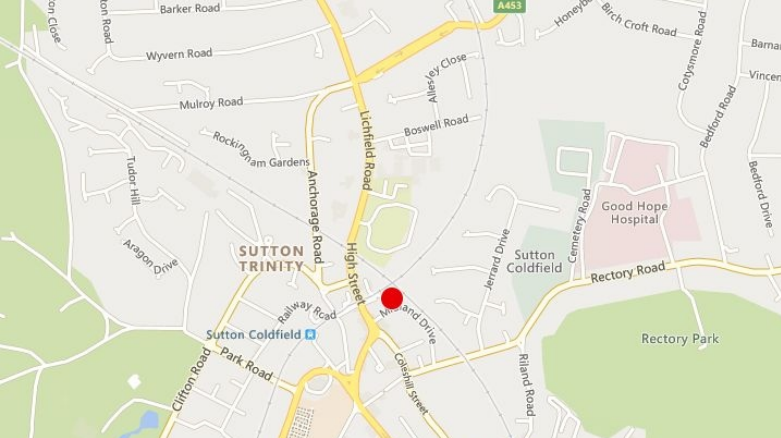 A453
Barker Road
Birch Croft Road
Wyvern Road
Cotysmore Road
Allesley Close
Mulroy Road
Bedford Road
Boswell Road
Lichfield Road
Rockingham Gardens
Tudor Hill
Anchorage Road
Bedford Drive
Good Hope
Hospital
Cemetery Road
Jerrard Drive
Aragon Drive
SUTTON
TRINITY
High Street
Sutton
Coldfield
Rectory Road
Railway Road
Midland Drive
Sutton Coldfield
Rectory Park
Park Road
Clifton Road
Coleshill Street
Riland Road